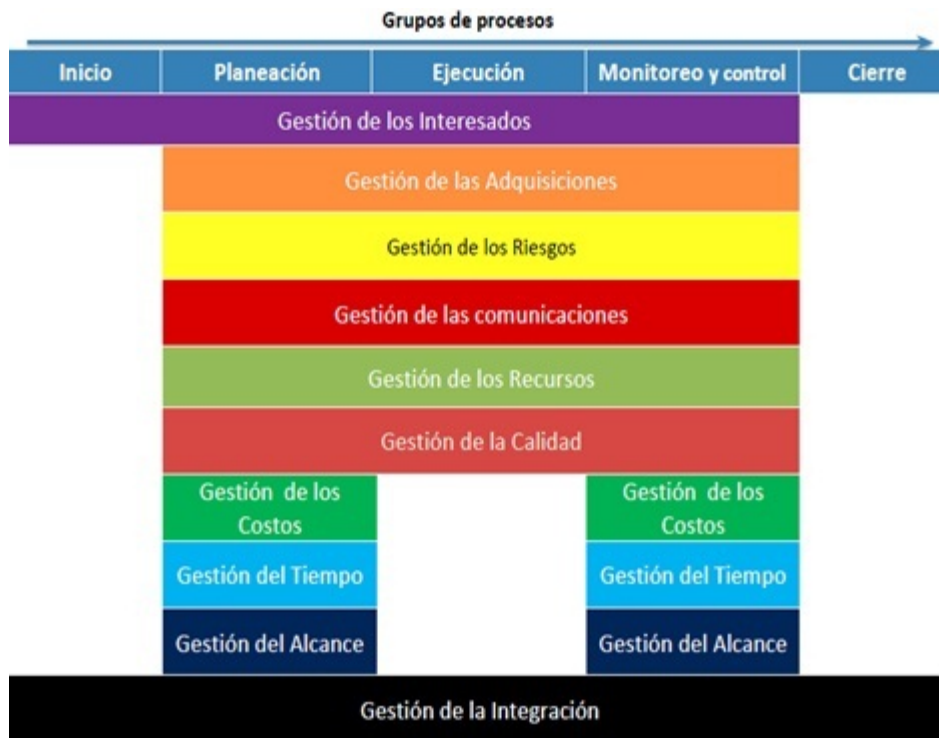 Grupos de procesos
Inicio
Planeación
Ejecución
Monitoreo y control
Cierre
Gestión de los Interesados
Gestión de las Adquisiciones
Gestión de los Riesgos
Gestión de las comunicaciones
Gestión de los Recursos
Gestión de la Calidad
Gestión de los
Costos
Gestión de los
Costos
Gestión del Tiempo
Gestión del Tiempo
Gestión del Alcance
Gestión del Alcance
Gestión de la Integración